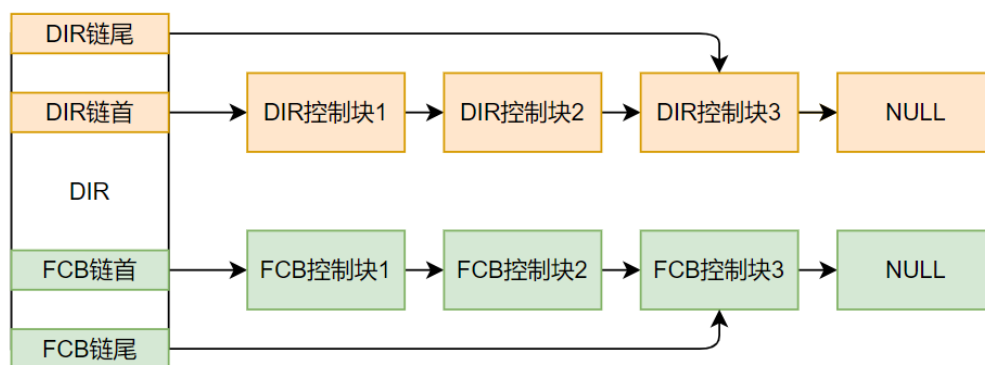 DIR链尾
DIR链首
DIR控制块1
DIR控制块2
DIR控制块3
NULL
DIR
FCB链首
FCB控制块1
FCB控制块2
FCB控制块3
NULL
FCB链尾